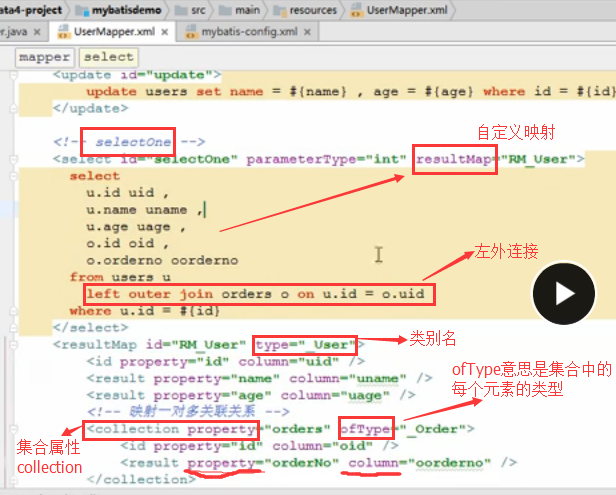 ata4-project mybatisdemo src main resources UserMapper.xml
er.java UserMapper.xml mybatis-config.xml
mapper select
<update id="update">
update users set name = #{name} , age = #{age} where id = #{id}
</update>
自定义映射
<!-- selectOne -->
<select id="selectOne" parameterType="int" resultMap="RM_User">
select
u.id uid ,
u.name uname ,
u.age uage ,
o.id oid ,
o.orderno oorderno
左外连接
from users u
left outer join orders o on u.id = o.uid
where u.id = #{id}
</select>
<resultMap id="RM_User" type="_User">
类别名
<id property="id" column="uid" />
<result property="name" column="uname" />
<result property="age" column="uage" />
ofType意思是集合中的
每个元素的类型
<!-- 映射一对多关联关系 -->
<collection property="orders" ofType="_Order">
集合属性
collection
<id property="id" column="oid" />
<result property="orderNo" column="oorderno" />
</collection>